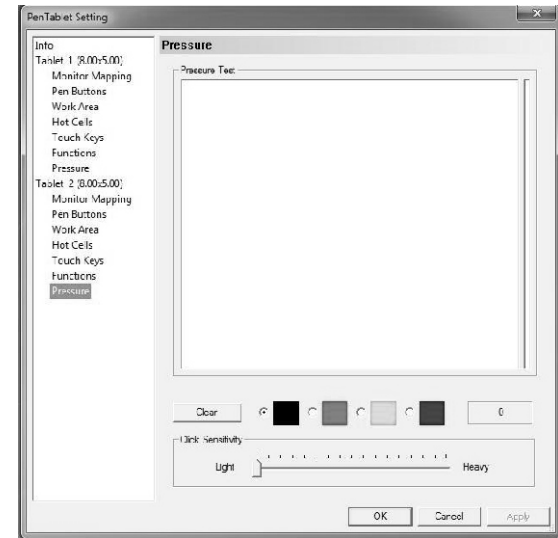 PenTablet Setting
Info
Tablet 1 (8.00x5.00)
Monitor Mapping
Pen Buttons
Work Area
Hot Cells
Touch Keys
Functions
Pressure
Tablet 2 (8.00x5.00)
Monitor Mapping
Pen Buttons
Work Area
Hot Cells
Touch Keys
Functions
Pressure
Pressure
Pressure Test
Clear
0
Click Sensitivity
Light
Heavy
OK
Cancel
Apply